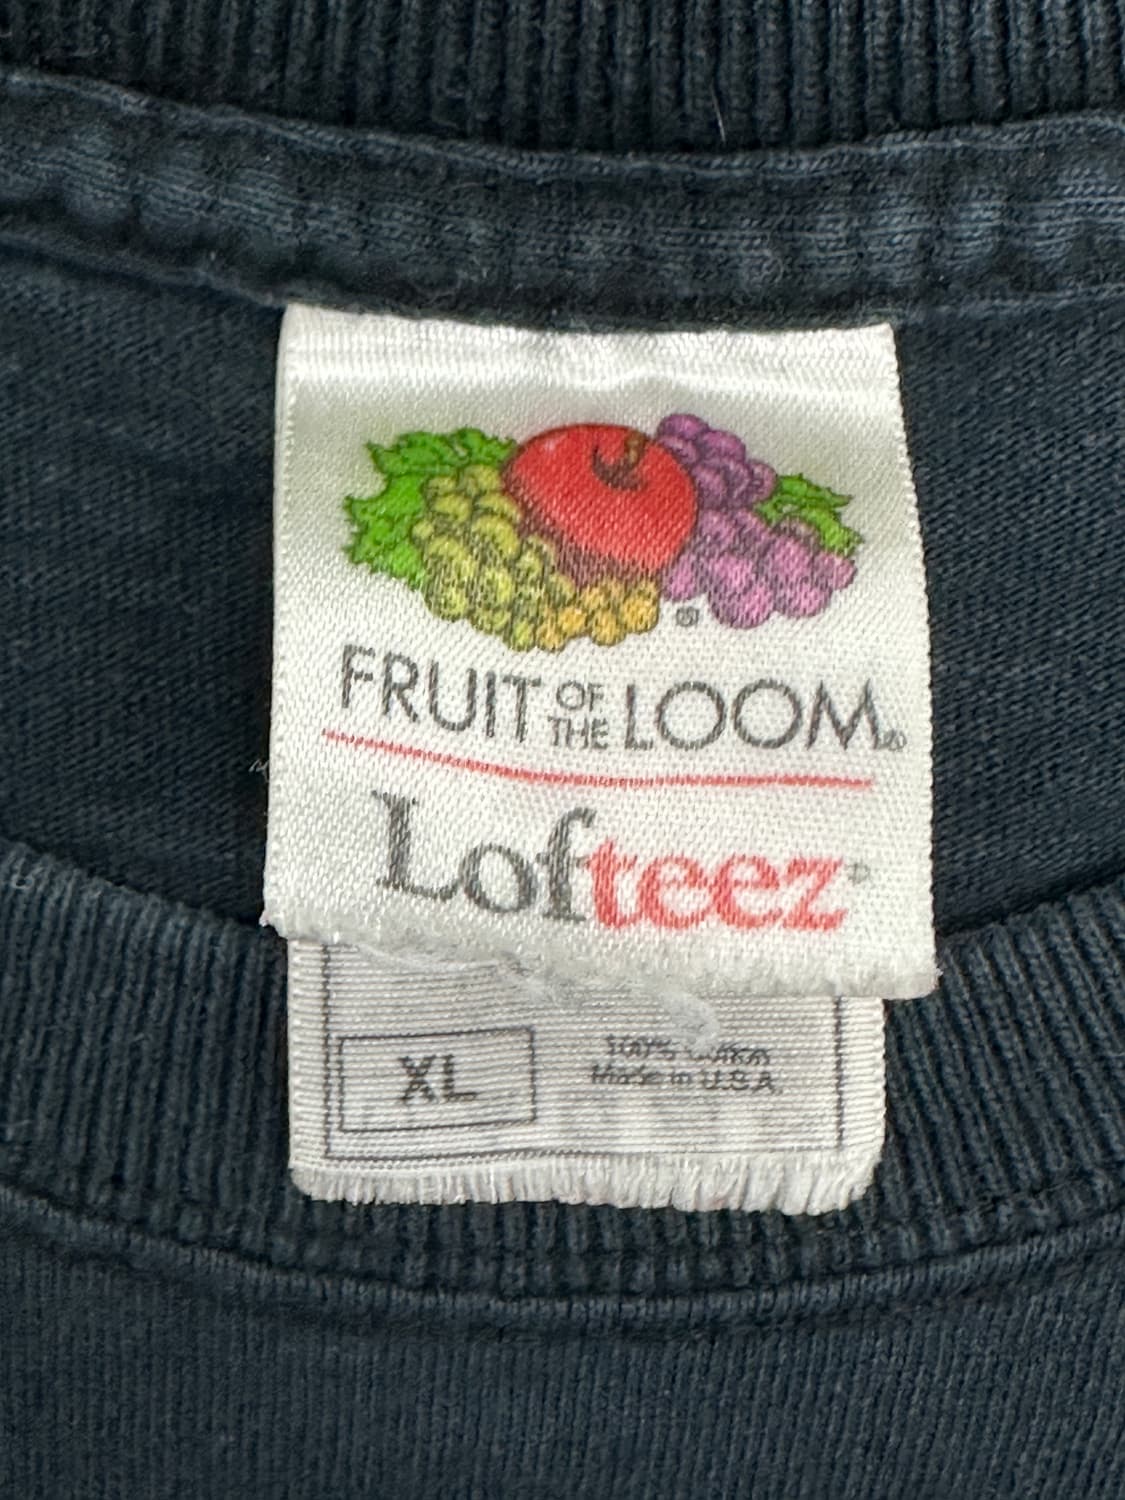 FRUIT OF THE LOOM®
Lofteez®
XL
100% Cotton
Made in U.S.A.